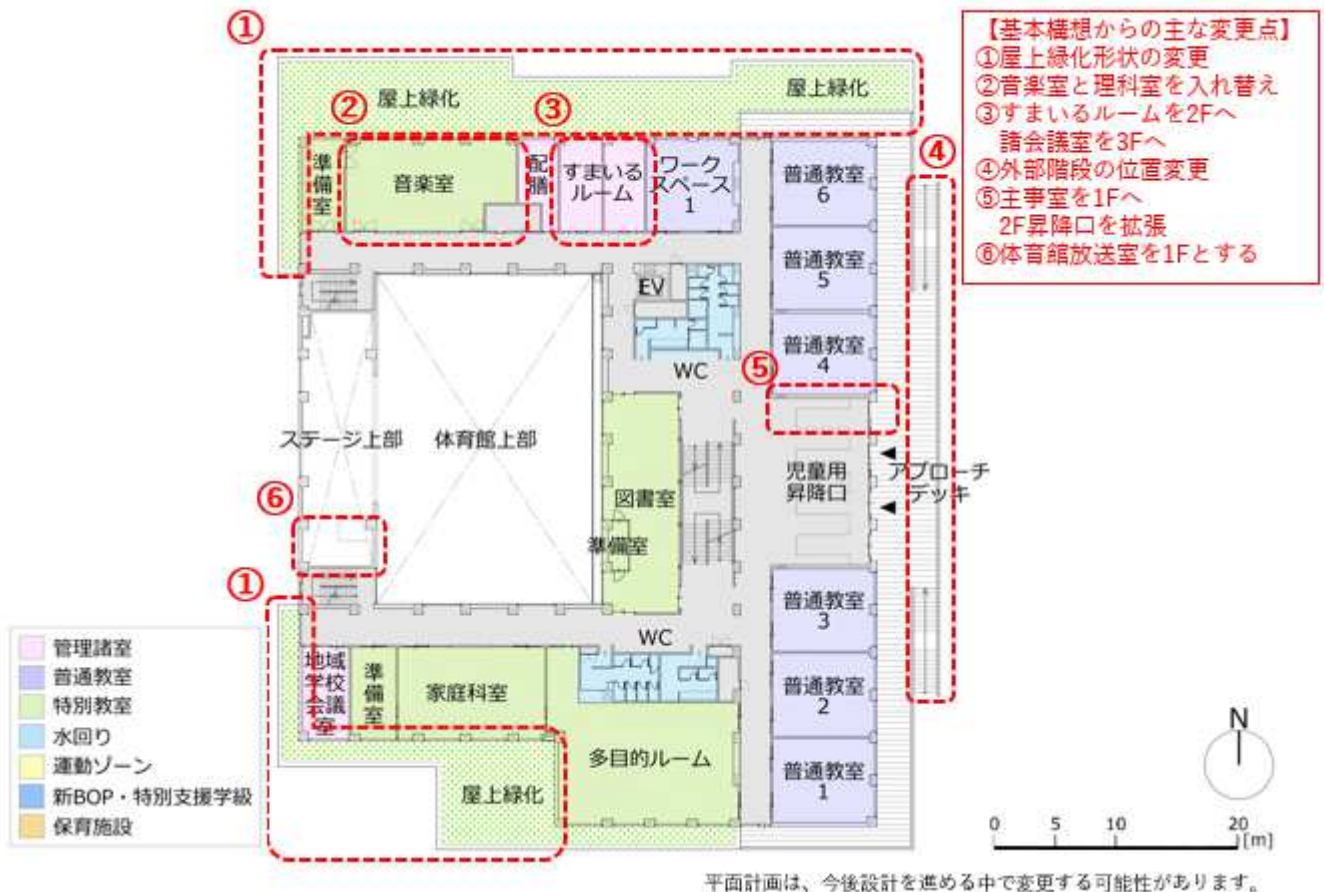 ①
【基本構想からの主な変更点】
①屋上緑化形状の変更
②音楽室と理科室を入れ替え
③すまいるルームを2Fへ
諸会議室を3Fへ
④外部階段の位置変更
⑤主事室を1Fへ
2F昇降口を拡張
⑥体育館放送室を1Fとする
屋上緑化
屋上緑化
②
③
④
準備室
音楽室
配膳
すまいる
ルーム
ワーク
スペース
1
普通教室
6
普通教室
5
EV
普通教室
4
WC
⑤
ステージ上部
体育館上部
児童用
昇降口
アプローチ
デッキ
⑥
図書室
準備室
①
普通教室
3
WC
地域
学校
会議
室
準備室
家庭科室
普通教室
2
多目的ルーム
普通教室
1
屋上緑化
管理諸室
普通教室
特別教室
水回り
運動ゾーン
新BOP・特別支援学級
保育施設
N
0 5 10 20
[m]
平面計画は、今後設計を進める中で変更する可能性があります。